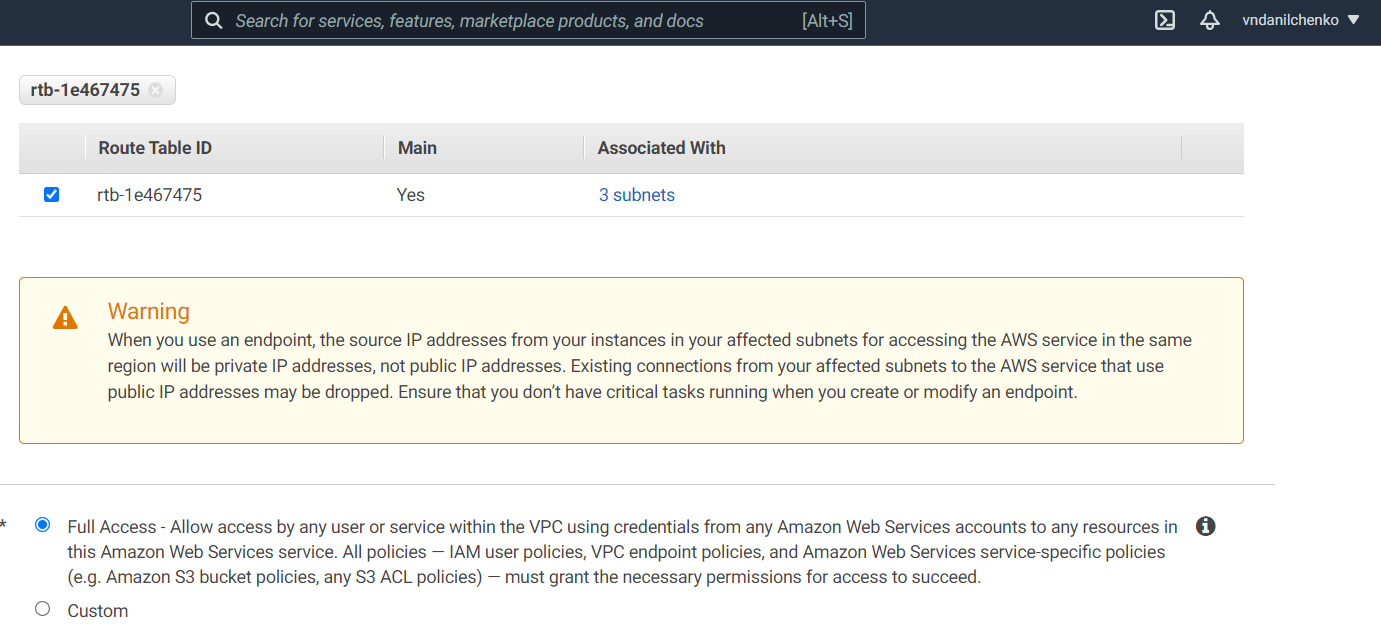 Search for services, features, marketplace products, and docs [Alt+S] vndanilchenko
rtb-1e467475
Route Table ID Main Associated With
rtb-1e467475 Yes 3 subnets
Warning
When you use an endpoint, the source IP addresses from your instances in your affected subnets for accessing the AWS service in the same
region will be private IP addresses, not public IP addresses. Existing connections from your affected subnets to the AWS service that use
public IP addresses may be dropped. Ensure that you don’t have critical tasks running when you create or modify an endpoint.
* Full Access - Allow access by any user or service within the VPC using credentials from any Amazon Web Services accounts to any resources in
this Amazon Web Services service. All policies — IAM user policies, VPC endpoint policies, and Amazon Web Services service-specific policies
(e.g. Amazon S3 bucket policies, any S3 ACL policies) — must grant the necessary permissions for access to succeed.
Custom